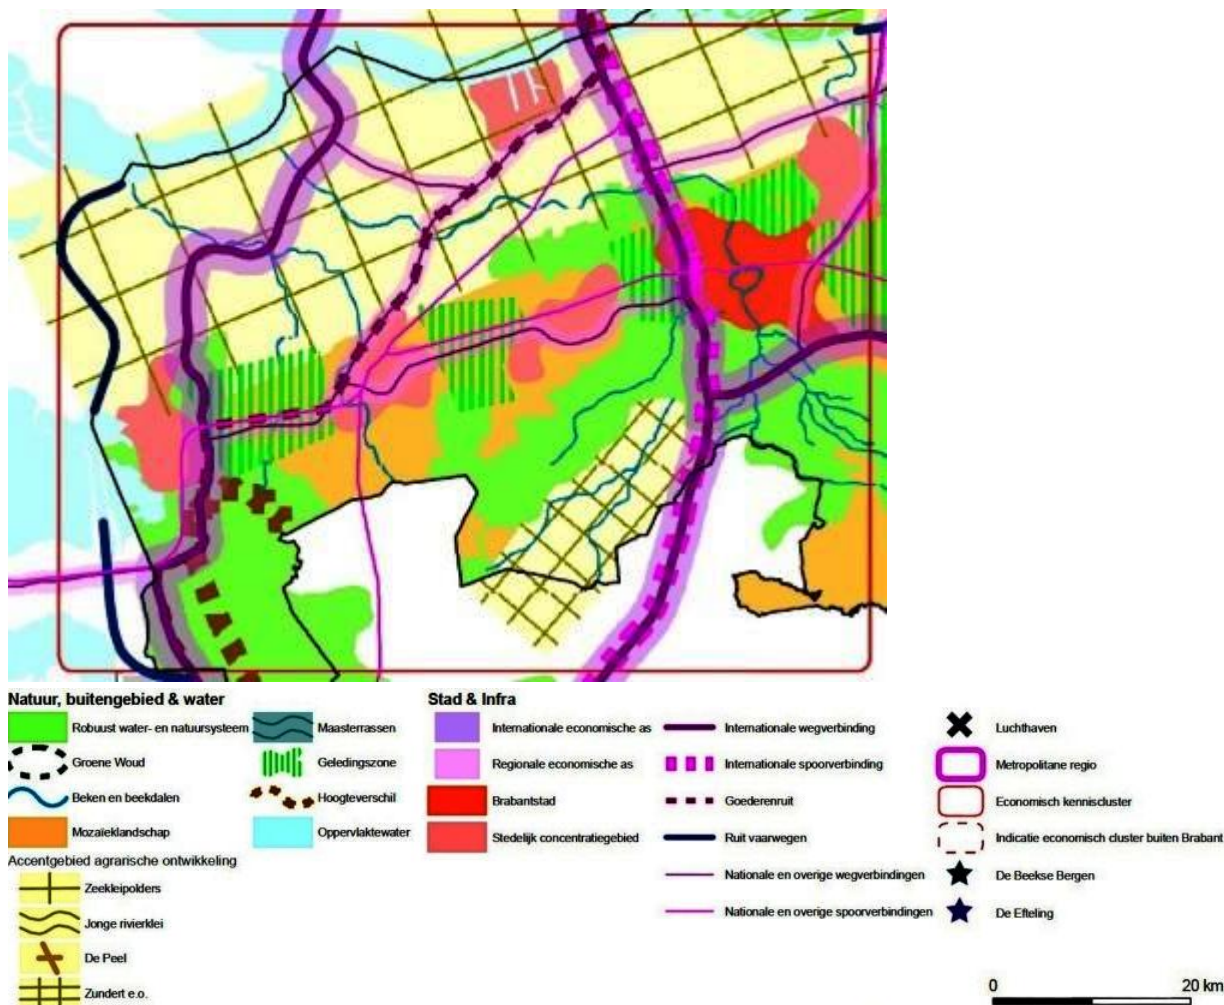 Natuur, buitengebied & water
Robuust water- en natuursysteem
Groene Woud
Beken en beekdalen
Mozaïeklandschap
Accentgebied agrarische ontwikkeling
Zeekleipolders
Jonge rivierklei
De Peel
Zundert e.o.
Maasterrassen
Geledingszone
Hoogteverschil
Oppervlaktewater
Stad & Infra
Internationale economische as
Regionale economische as
Brabantstad
Stedelijk concentratiegebied
Internationale wegverbinding
Internationale spoorverbinding
Goederenruit
Ruit vaarwegen
Nationale en overige wegverbindingen
Nationale en overige spoorverbindingen
Luchthaven
Metropolitane regio
Economisch kenniscluster
Indicatie economisch cluster buiten Brabant
De Beekse Bergen
De Efteling
0 20 km